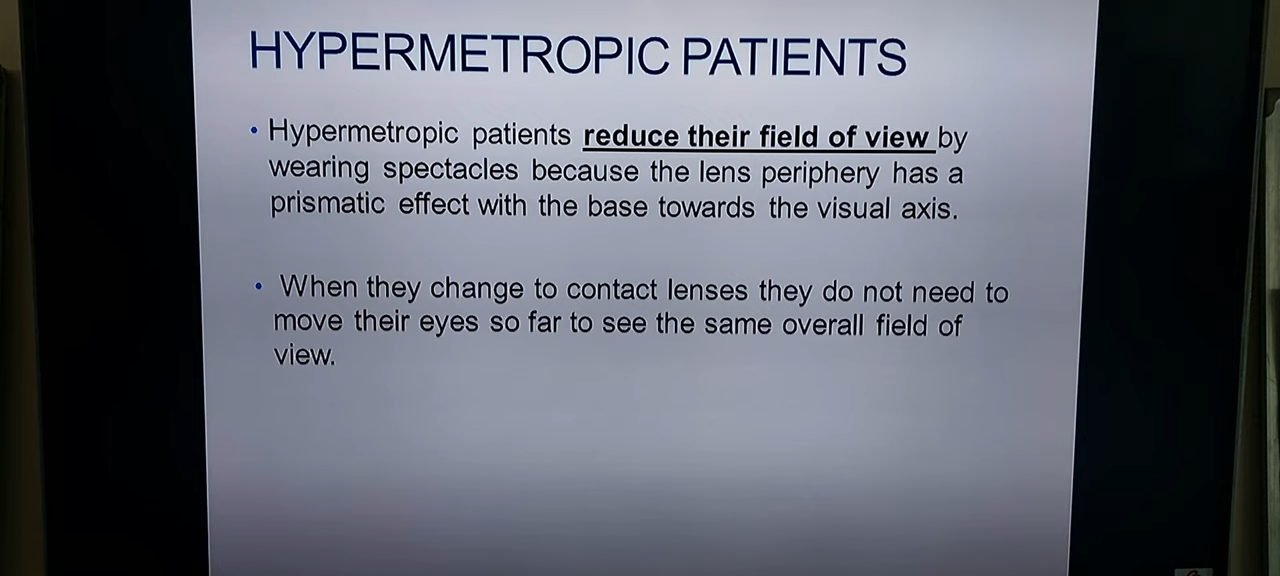 HYPERMETROPIC PATIENTS
• Hypermetropic patients reduce their field of view by
wearing spectacles because the lens periphery has a
prismatic effect with the base towards the visual axis.
• When they change to contact lenses they do not need to
move their eyes so far to see the same overall field of
view.